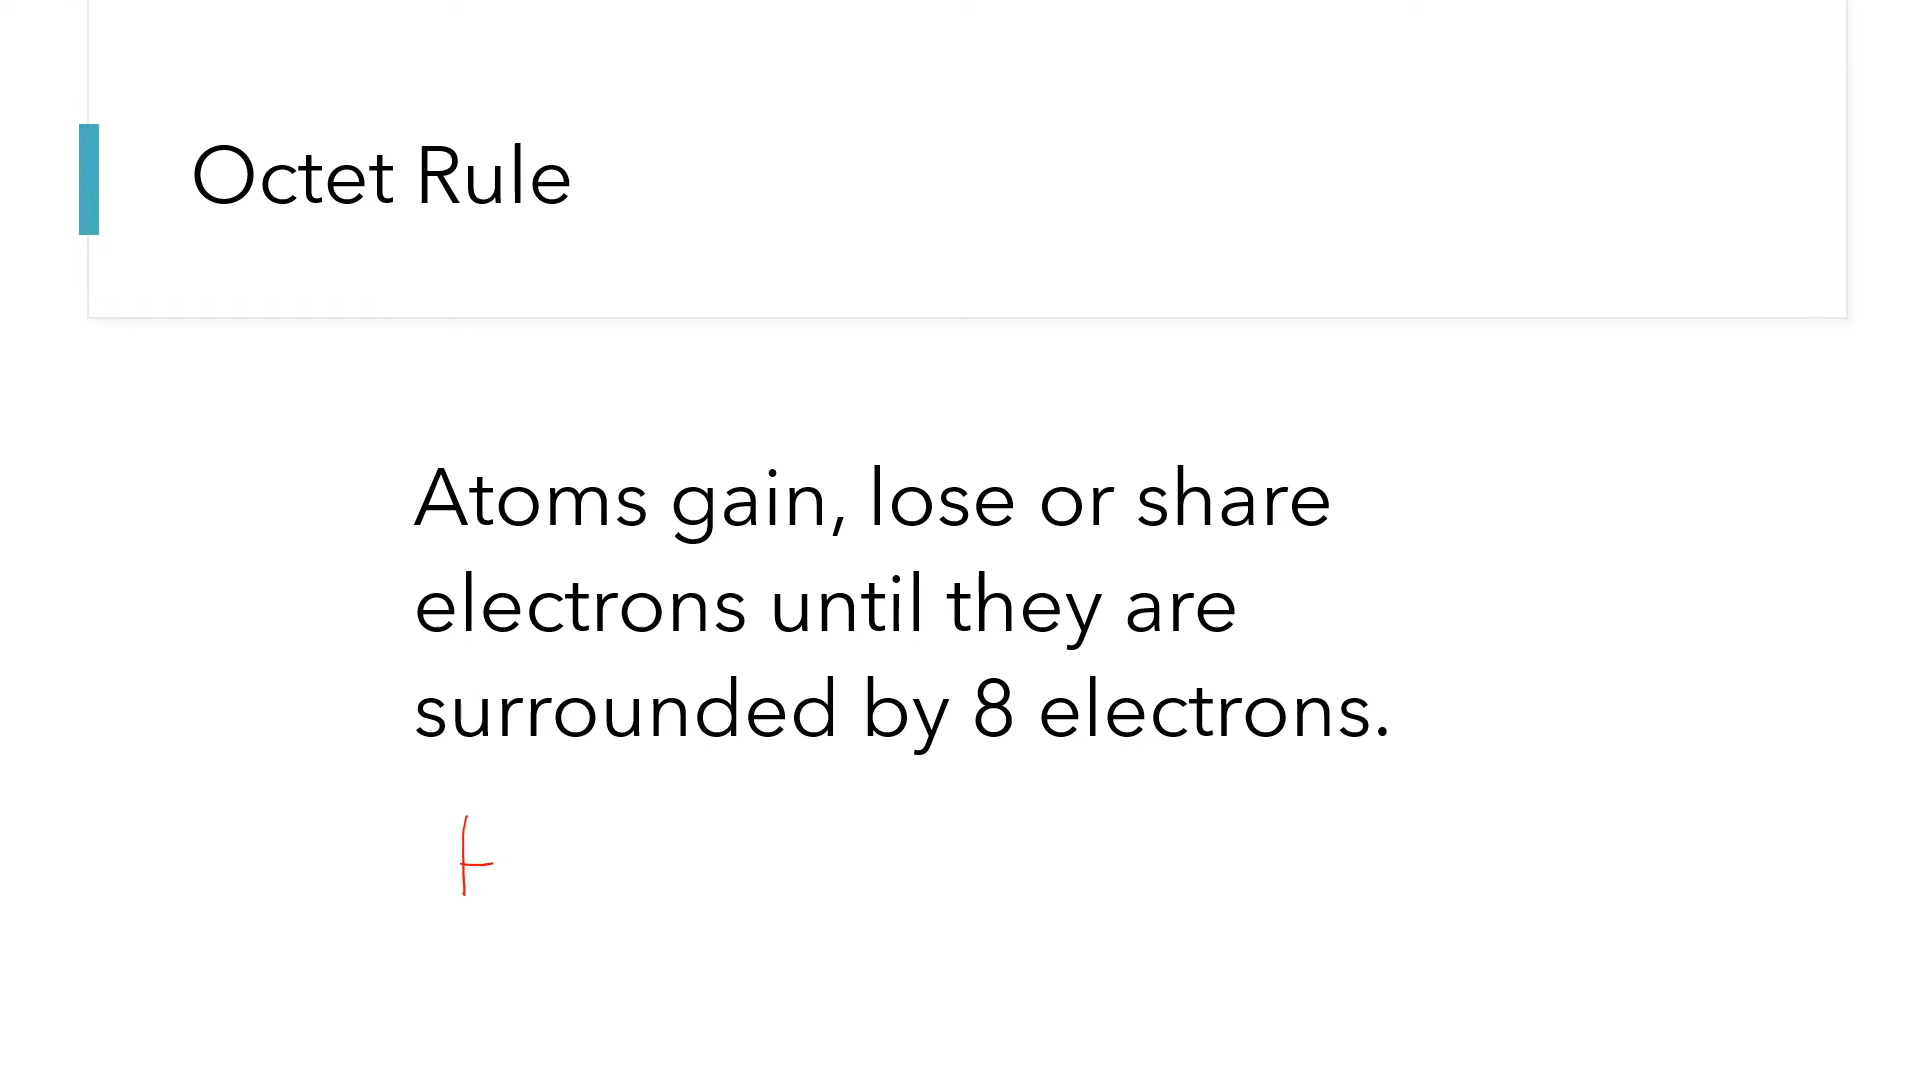 Octet Rule
Atoms gain, lose or share
electrons until they are
surrounded by 8 electrons.